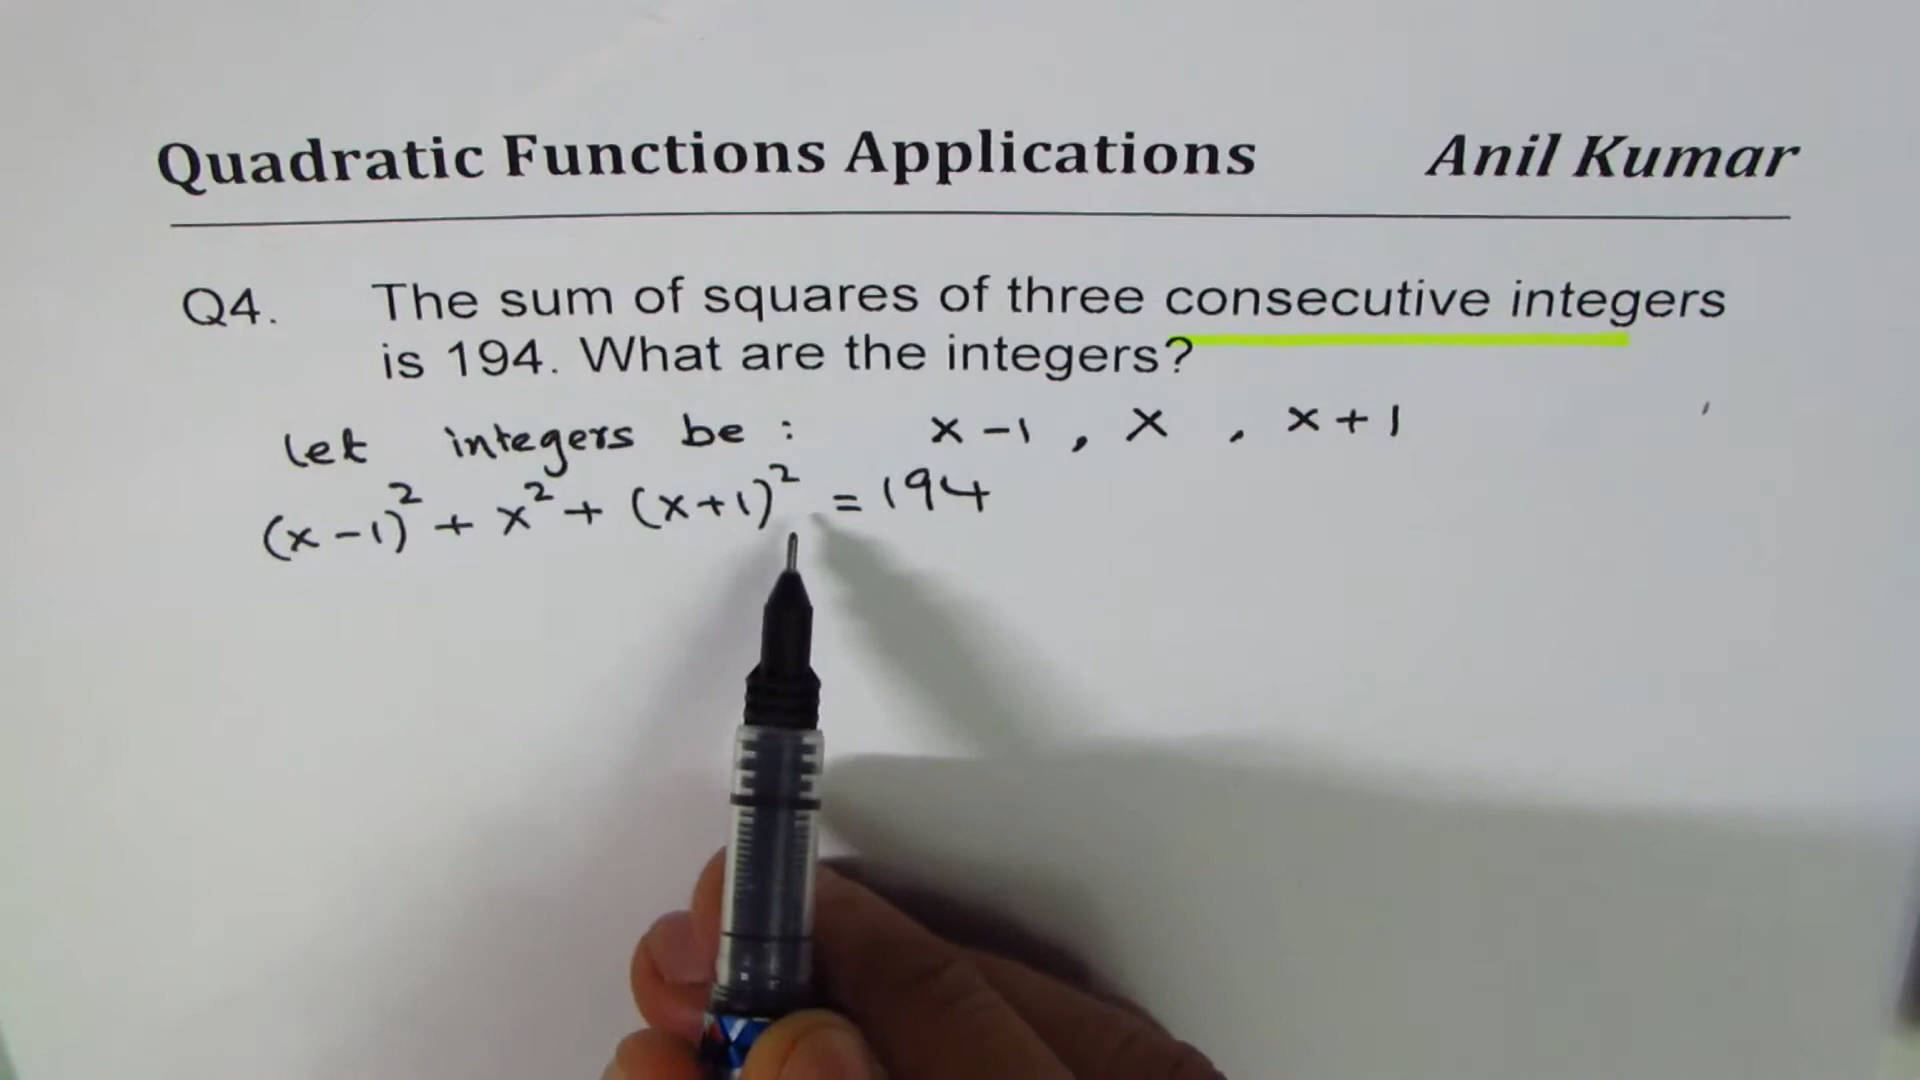 Quadratic Functions Applications Anil Kumar
Q4. The sum of squares of three consecutive integers
is 194. What are the integers?
Let integers be : x - 1 , x , x + 1
(x - 1)² + x² + (x + 1)² = 194